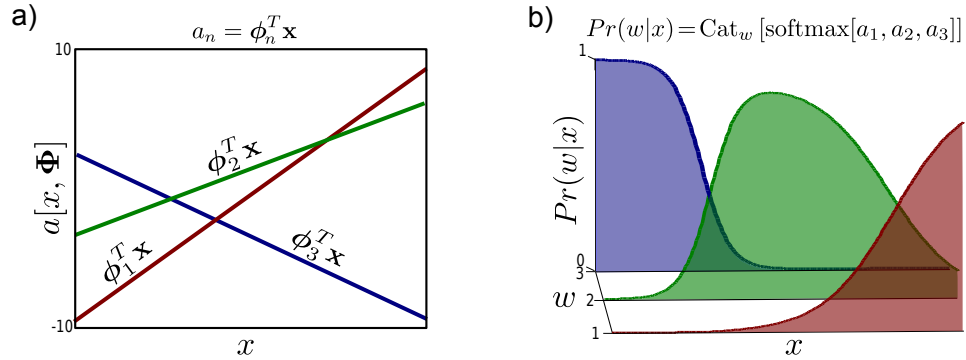 a)
a_n = ϕ_n^T x
10
a[x, Φ]
-10
ϕ_2^T x
ϕ_1^T x
ϕ_3^T x
x
b)
Pr(w|x) = Cat_w [softmax[a_1, a_2, a_3]]
1
Pr(w|x)
0
3
w
2
1
x